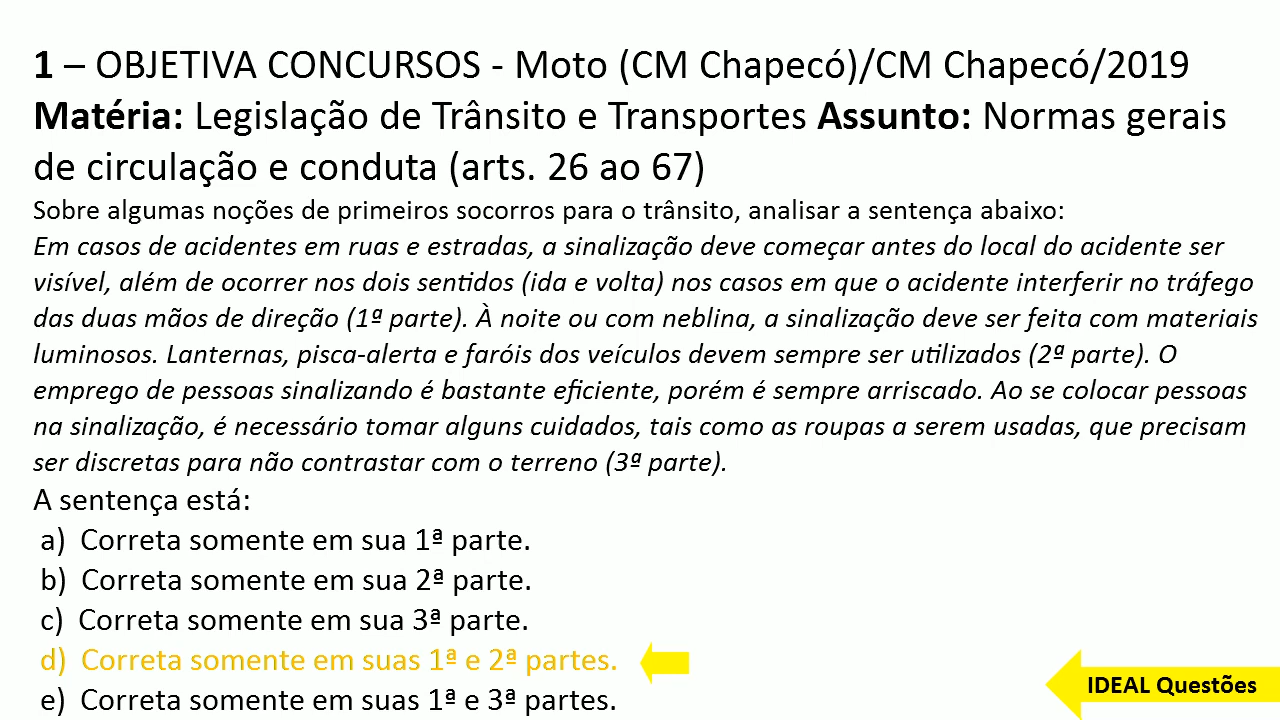 1 – OBJETIVA CONCURSOS - Moto (CM Chapecó)/CM Chapecó/2019
Matéria: Legislação de Trânsito e Transportes Assunto: Normas gerais
de circulação e conduta (arts. 26 ao 67)
Sobre algumas noções de primeiros socorros para o trânsito, analisar a sentença abaixo:
Em casos de acidentes em ruas e estradas, a sinalização deve começar antes do local do acidente ser
visível, além de ocorrer nos dois sentidos (ida e volta) nos casos em que o acidente interferir no tráfego
das duas mãos de direção (1ª parte). À noite ou com neblina, a sinalização deve ser feita com materiais
luminosos. Lanternas, pisca-alerta e faróis dos veículos devem sempre ser utilizados (2ª parte). O
emprego de pessoas sinalizando é bastante eficiente, porém é sempre arriscado. Ao se colocar pessoas
na sinalização, é necessário tomar alguns cuidados, tais como as roupas a serem usadas, que precisam
ser discretas para não contrastar com o terreno (3ª parte).
A sentença está:
a) Correta somente em sua 1ª parte.
b) Correta somente em sua 2ª parte.
c) Correta somente em sua 3ª parte.
d) Correta somente em suas 1ª e 2ª partes.
e) Correta somente em suas 1ª e 3ª partes.
IDEAL Questões